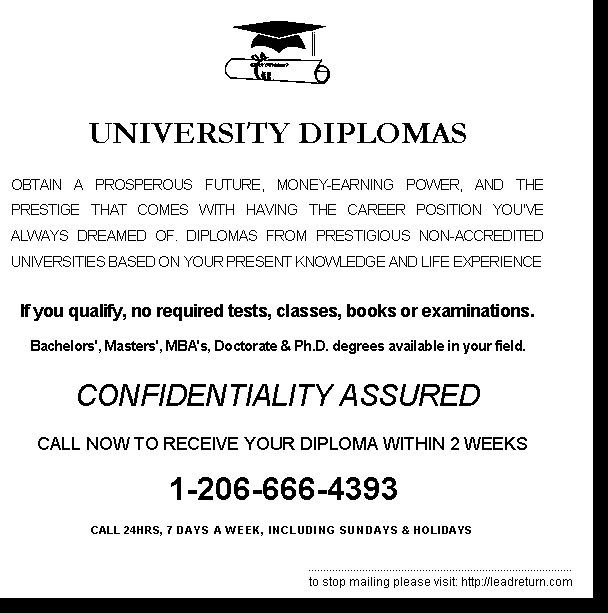 UNIVERSITY DIPLOMAS
OBTAIN A PROSPEROUS FUTURE, MONEY-EARNING POWER, AND THE
PRESTIGE THAT COMES WITH HAVING THE CAREER POSITION YOU'VE
ALWAYS DREAMED OF. DIPLOMAS FROM PRESTIGIOUS NON-ACCREDITED
UNIVERSITIES BASED ON YOUR PRESENT KNOWLEDGE AND LIFE EXPERIENCE
If you qualify, no required tests, classes, books or examinations.
Bachelors', Masters', MBA's, Doctorate & Ph.D. degrees available in your field.
CONFIDENTIALITY ASSURED
CALL NOW TO RECEIVE YOUR DIPLOMA WITHIN 2 WEEKS
1-206-666-4393
CALL 24HRS, 7 DAYS A WEEK, INCLUDING SUNDAYS & HOLIDAYS
to stop mailing please visit: http://leadreturn.com